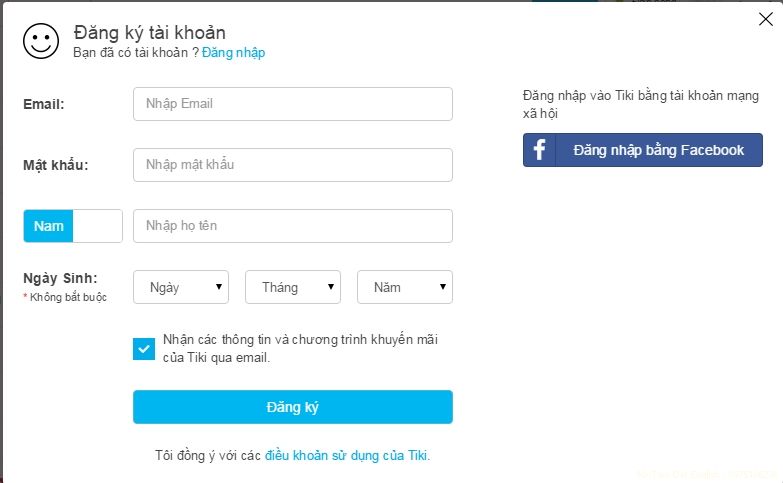 Đăng ký tài khoản
Bạn đã có tài khoản ? Đăng nhập
Email:
Nhập Email
Mật khẩu:
Nhập mật khẩu
Nam
Nhập họ tên
Ngày Sinh:
* Không bắt buộc
Ngày
Tháng
Năm
Nhận các thông tin và chương trình khuyến mãi
của Tiki qua email.
Đăng ký
Tôi đồng ý với các điều khoản sử dụng của Tiki.
Đăng nhập vào Tiki bằng tài khoản mạng
xã hội
f
Đăng nhập bằng Facebook